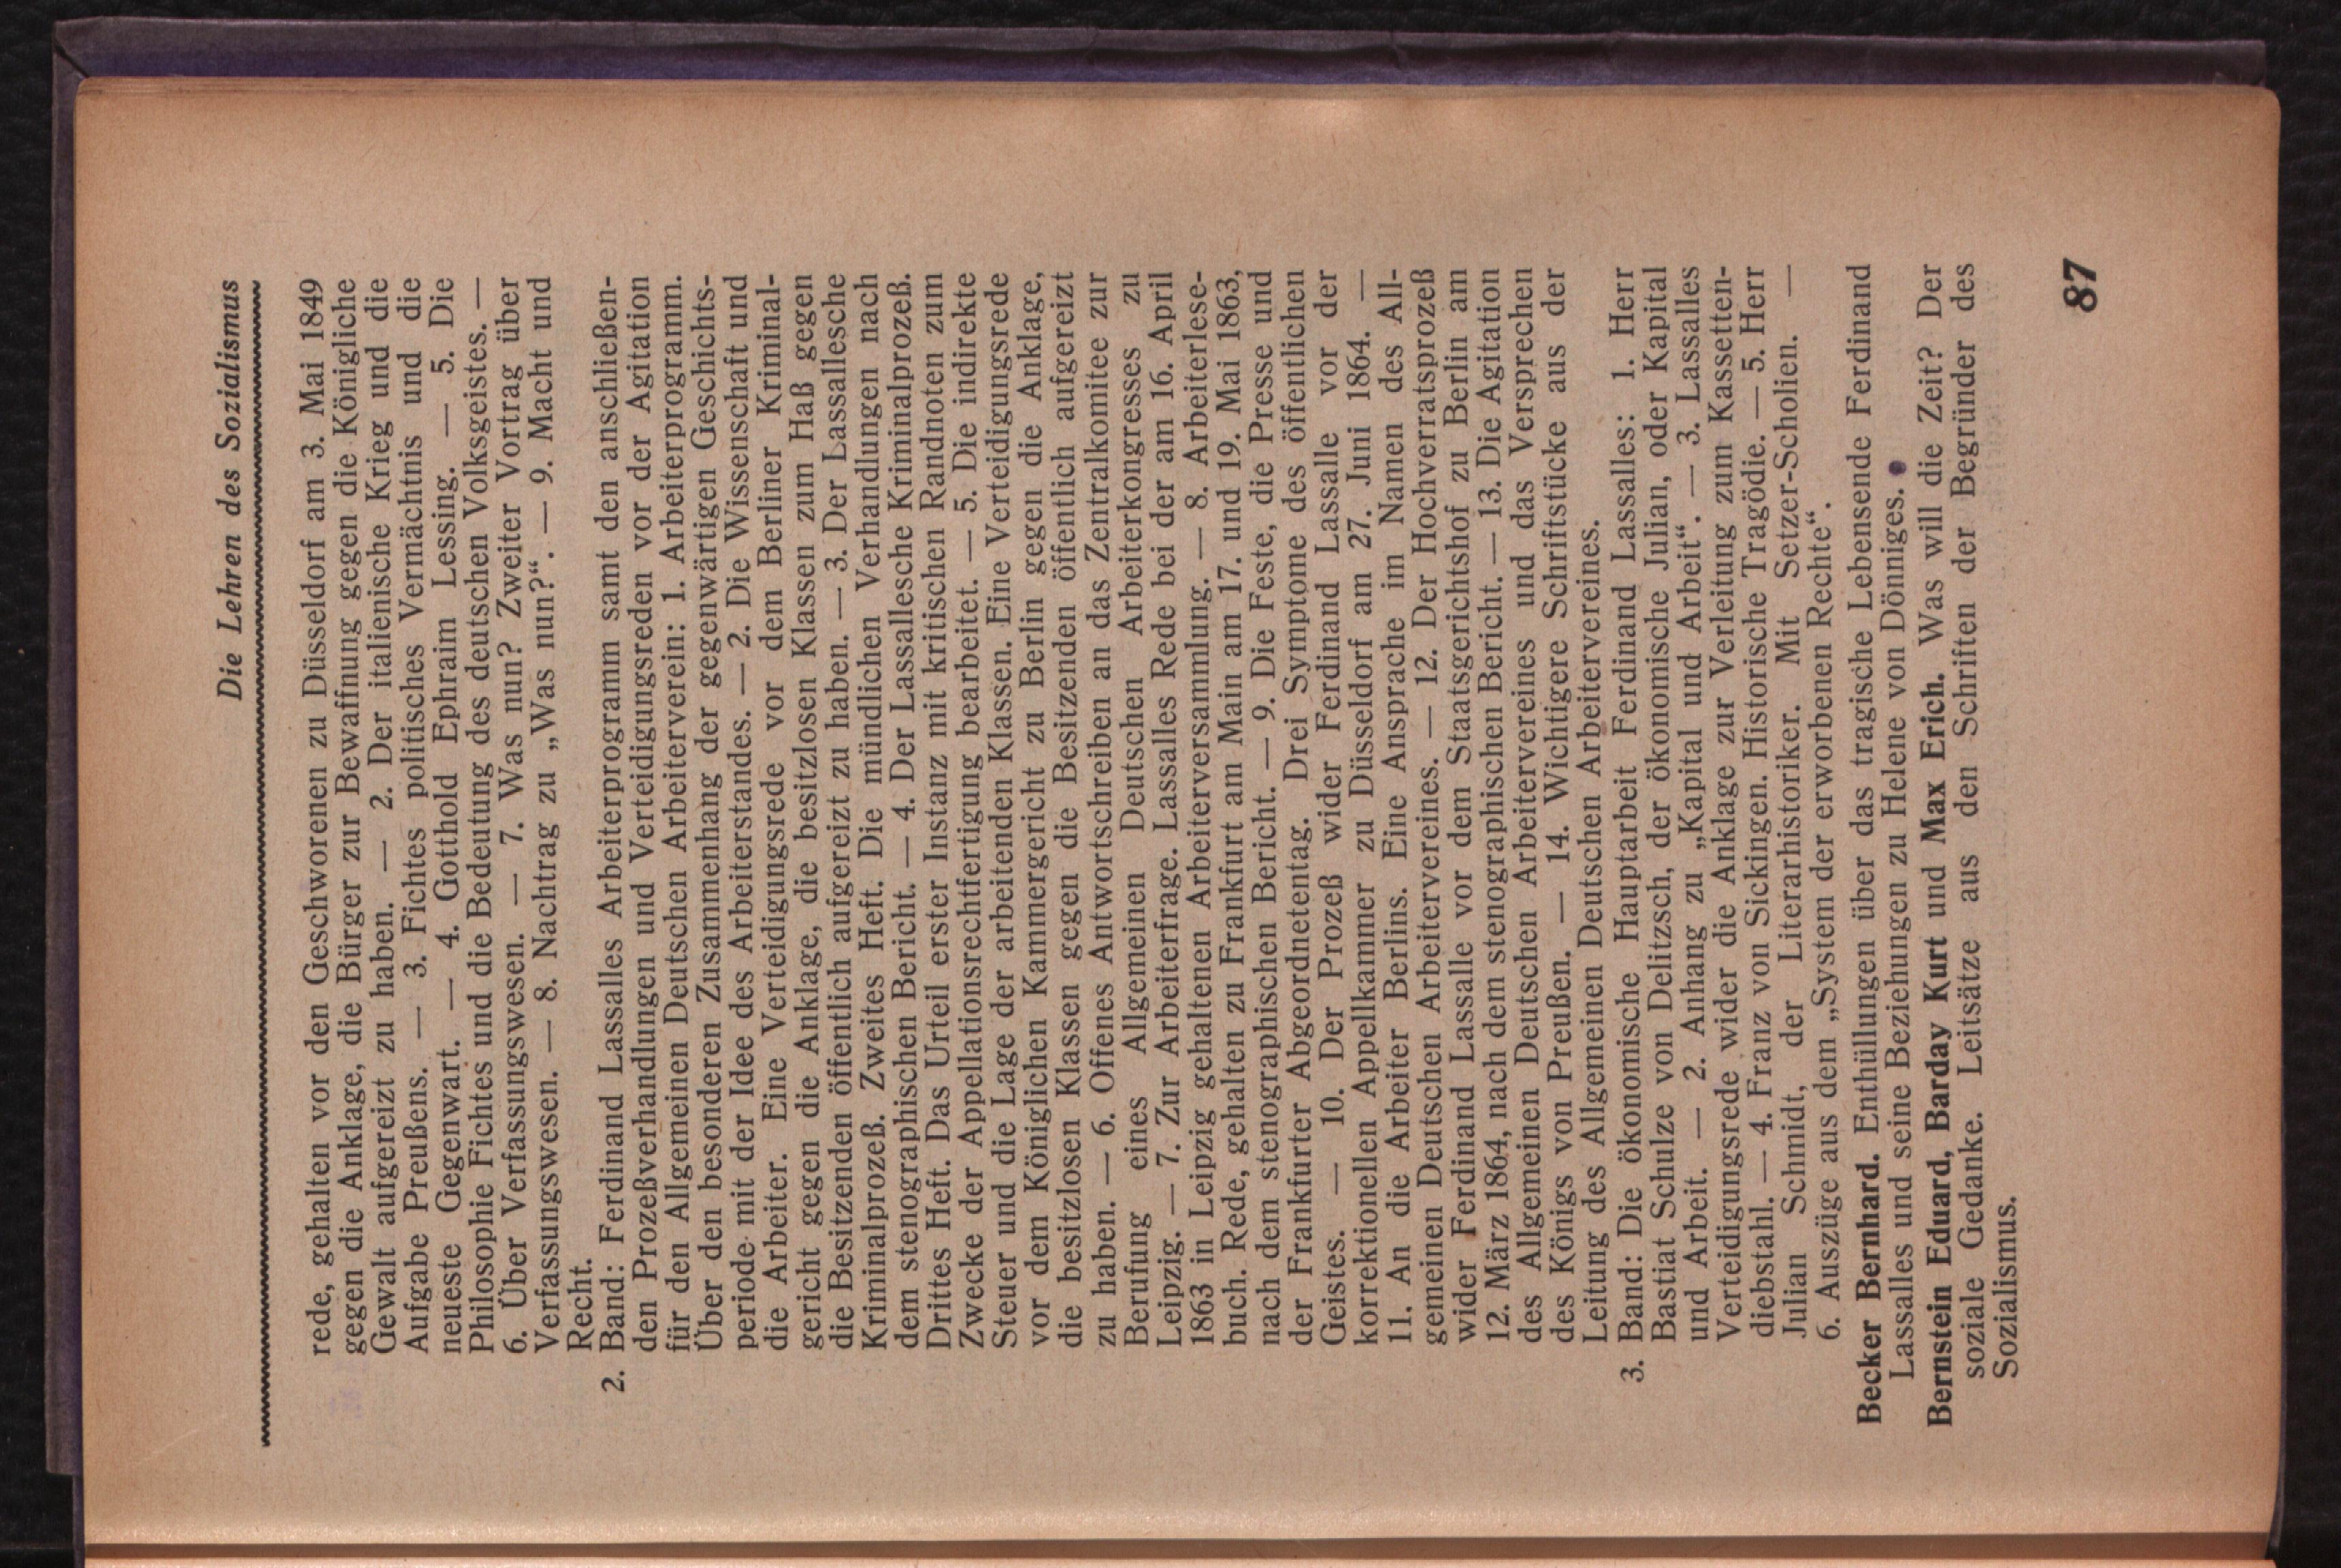 Die Lehren des Sozialismus
rede, gehalten vor den Geschworenen zu Düsseldorf am 3. Mai 1849
gegen die Anklage, die Bürger zur Bewaffnung gegen die Königliche
Gewalt aufgereizt zu haben. — 2. Der italienische Krieg und die
Aufgabe Preußens. — 3. Fichtes politisches Vermächtnis und die
neueste Gegenwart. — 4. Gotthold Ephraim Lessing. — 5. Die
Philosophie Fichtes und die Bedeutung des deutschen Volksgeistes. —
6. Über Verfassungswesen. — 7. Was nun? Zweiter Vortrag über
Verfassungswesen. — 8. Nachtrag zu „Was nun?“. — 9. Macht und
Recht.
2. Band: Ferdinand Lassalles Arbeiterprogramm samt den anschließen-
den Prozeßverhandlungen und Verteidigungsreden vor der Agitation
für den Allgemeinen Deutschen Arbeiterverein: 1. Arbeiterprogramm.
Über den besonderen Zusammenhang der gegenwärtigen Geschichts-
periode mit der Idee des Arbeiterstandes. — 2. Die Wissenschaft und
die Arbeiter. Eine Verteidigungsrede vor dem Berliner Kriminal-
gericht gegen die Anklage, die besitzlosen Klassen zum Haß gegen
die Besitzenden öffentlich aufgereizt zu haben. — 3. Der Lassallesche
Kriminalprozeß. Zweites Heft. Die mündlichen Verhandlungen nach
dem stenographischen Bericht. — 4. Der Lassallesche Kriminalprozeß.
Drittes Heft. Das Urteil erster Instanz mit kritischen Randnoten zum
Zwecke der Appellationsrechtfertigung bearbeitet. — 5. Die indirekte
Steuer und die Lage der arbeitenden Klassen. Eine Verteidigungsrede
vor dem Königlichen Kammergericht zu Berlin gegen die Anklage,
die besitzlosen Klassen gegen die Besitzenden öffentlich aufgereizt
zu haben. — 6. Offenes Antwortschreiben an das Zentralkomitee zur
Berufung eines Allgemeinen Deutschen Arbeiterkongresses zu
Leipzig. — 7. Zur Arbeiterfrage. Lassalles Rede bei der am 16. April
1863 in Leipzig gehaltenen Arbeiterversammlung. — 8. Arbeiterlese-
buch. Rede, gehalten zu Frankfurt am Main am 17. und 19. Mai 1863,
nach dem stenographischen Bericht. — 9. Die Feste, die Presse und
der Frankfurter Abgeordnetentag. Drei Symptome des öffentlichen
Geistes. — 10. Der Prozeß wider Ferdinand Lassalle vor der
korrektionellen Appellkammer zu Düsseldorf am 27. Juni 1864. —
11. An die Arbeiter Berlins. Eine Ansprache im Namen des All-
gemeinen Deutschen Arbeitervereines. — 12. Der Hochverratsprozeß
wider Ferdinand Lassalle vor dem Staatsgerichtshof zu Berlin am
12. März 1864, nach dem stenographischen Bericht. — 13. Die Agitation
des Allgemeinen Deutschen Arbeitervereines und das Versprechen
des Königs von Preußen. — 14. Wichtigere Schriftstücke aus der
Leitung des Allgemeinen Deutschen Arbeitervereines.
3. Band: Die ökonomische Hauptarbeit Ferdinand Lassalles: 1. Herr
Bastiat Schulze von Delitzsch, der ökonomische Julian, oder Kapital
und Arbeit. — 2. Anhang zu „Kapital und Arbeit“. — 3. Lassalles
Verteidigungsrede wider die Anklage zur Verleitung zum Kassetten-
diebstahl. — 4. Franz von Sickingen. Historische Tragödie. — 5. Herr
Julian Schmidt, der Literarhistoriker. Mit Setzer-Scholien. —
6. Auszüge aus dem „System der erworbenen Rechte“.
Becker Bernhard. Enthüllungen über das tragische Lebensende Ferdinand
Lassalles und seine Beziehungen zu Helene von Dönniges.
Bernstein Eduard, Barday Kurt und Max Erich. Was will die Zeit? Der
soziale Gedanke. Leitsätze aus den Schriften der Begründer des
Sozialismus.
87